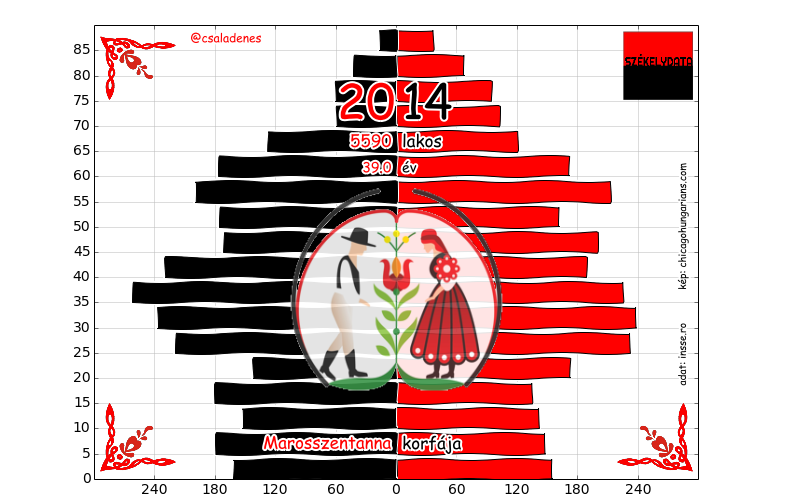 @csaladenes
SZÉKELYDATA
2014
5590 lakos
39.0 év
kép: chicagohungarians.com
adat: insse.ro
Marosszentanna korfája
85
80
75
70
65
60
55
50
45
40
35
30
25
20
15
10
5
0
240 180 120 60 0 60 120 180 240